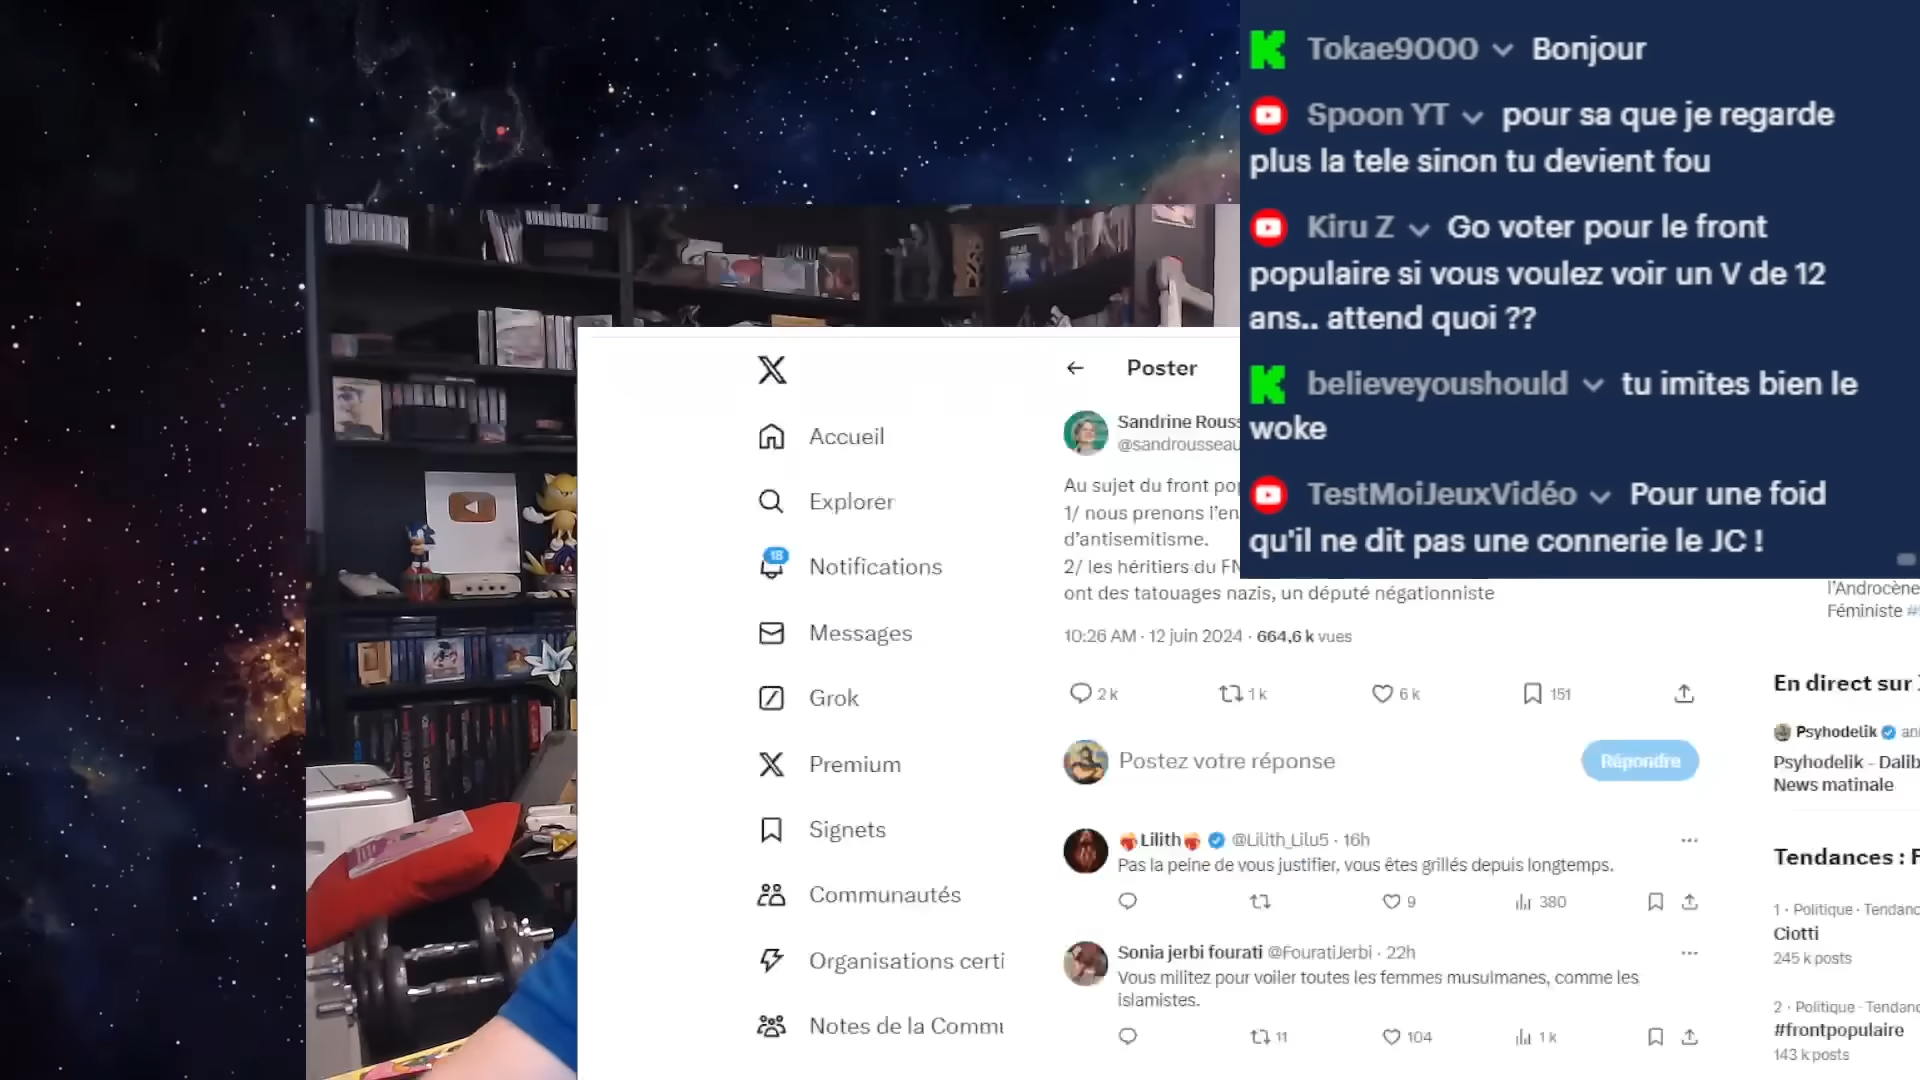 Tokae9000 Bonjour
Spoon YT pour sa que je regarde
plus la tele sinon tu devient fou
Kiru Z Go voter pour le front
populaire si vous voulez voir un V de 12
ans.. attend quoi ??
believeyoushould tu imites bien le
woke
TestMoiJeuxVidéo Pour une foid
qu'il ne dit pas une connerie le JC !
Accueil
Explorer
18
Notifications
Messages
Grok
Premium
Signets
Communautés
Organisations certi
Notes de la Commu
Poster
Sandrine Rouss
@sandrousseau
Au sujet du front pop
1/ nous prenons l'en
d'antisemitisme.
2/ les héritiers du FN
ont des tatouages nazis, un député négationniste
10:26 AM · 12 juin 2024 · 664,6 k vues
2 k 1 k 6 k 151
Postez votre réponse
Répondre
Lilith @Lilith_Lilu5 · 16h
Pas la peine de vous justifier, vous êtes grillés depuis longtemps.
9 380
Sonia jerbi fourati @FouratiJerbi · 22h
Vous militez pour voiler toutes les femmes musulmanes, comme les
islamistes.
11 104 1 k
l'Androcène
Féministe #
En direct sur
Psyhodelik
Psyhodelik - Dalib
News matinale
Tendances : F
1 · Politique · Tendanc
Ciotti
245 k posts
2 · Politique · Tendanc
#frontpopulaire
143 k posts